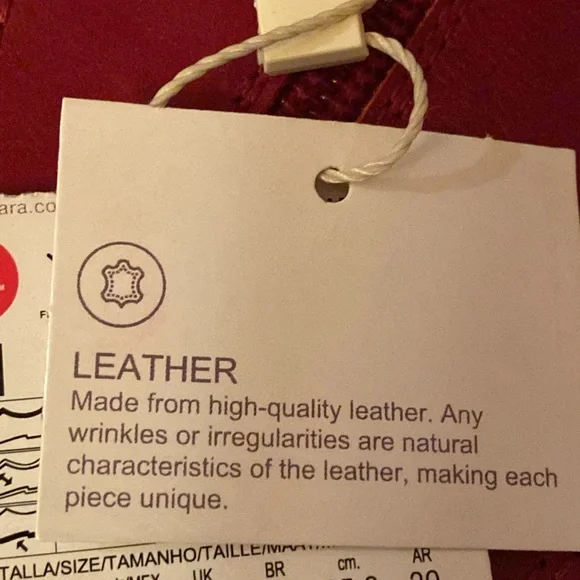 ara.co
LEATHER
Made from high-quality leather. Any
wrinkles or irregularities are natural
characteristics of the leather, making each
piece unique.
TALLA/SIZE/TAMANHO/TAILLE/
UK BR cm. AR